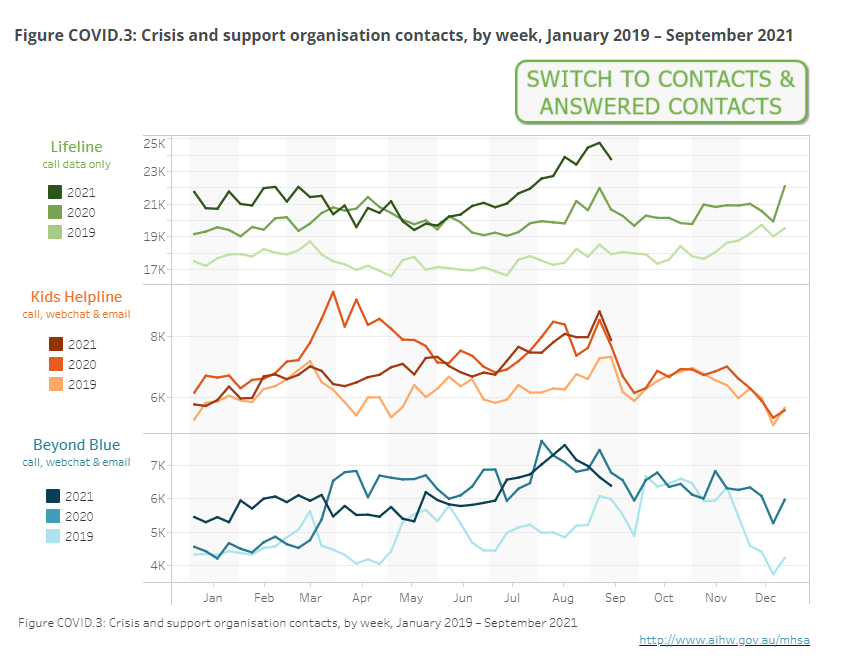 Figure COVID.3: Crisis and support organisation contacts, by week, January 2019 – September 2021
SWITCH TO CONTACTS &
ANSWERED CONTACTS
Lifeline
call data only
2021
2020
2019
25K
23K
21K
19K
17K
Kids Helpline
call, webchat & email
2021
2020
2019
8K
6K
Beyond Blue
call, webchat & email
2021
2020
2019
7K
6K
5K
4K
Jan Feb Mar Apr May Jun Jul Aug Sep Oct Nov Dec
Figure COVID.3: Crisis and support organisation contacts, by week, January 2019 – September 2021
http://www.aihw.gov.au/mhsa